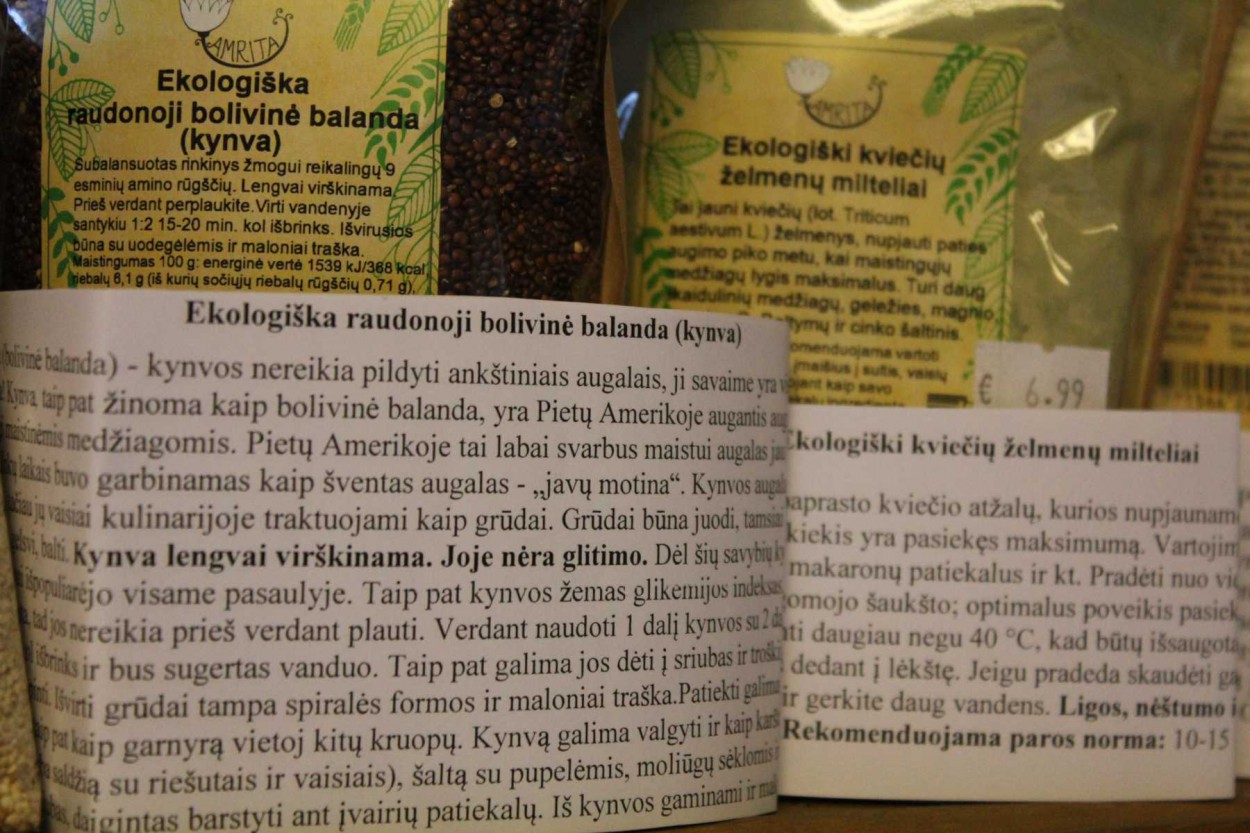 AMRITA
Ekologiška
raudonoji bolivinė balanda
(kynva)
Subalansuotas rinkinys žmogui reikalingų 9
esminių amino rūgščių. Lengvai virškinama.
Prieš verdant perplaukite. Virti vandenyje
santykiu 1:2 15-20 min. kol išbrinks. Išvirusios
būna su uodegėlėmis ir maloniai traška.
Maistingumas 100 g: energinė vertė 1539 kJ/368 kcal,
riebalų 6,1 g (iš kurių sočiųjų riebalų rūgščių 0,71 g),
AMRITA
Ekologiški kviečių
želmenų milteliai
Tai jauni kviečių (lot. Triticum
aestivum L.) želmenys, nupjauti paties
augimo piko metu, kai maistingųjų
medžiagų lygis maksimalus. Turi daug
skaidulinių medžiagų, geležies, magnio,
ir cinko šaltinis.
vartoti
į sultis, vaisių
kaip savo
€ 6.99
Ekologiška raudonoji bolivinė balanda (kynva)
(bolivinė balanda) - kynvos nereikia pildyti ankštiniais augalais, ji savaime yra
Kynva, taip pat žinoma kaip bolivinė balanda, yra Pietų Amerikoje augantis
medžiagomis. Pietų Amerikoje tai labai svarbus maistui augalas
laikais buvo garbinamas kaip šventas augalas - „javų motina“. Kynvos
jų vaisiai kulinarijoje traktuojami kaip grūdai. Grūdai būna juodi,
balti. Kynva lengvai virškinama. Joje nėra glitimo. Dėl šių savybių
išpopuliarėjo visame pasaulyje. Taip pat kynvos žemas glikemijos indeksas,
tad jos nereikia prieš verdant plauti. Verdant naudoti 1 dalį kynvos su 2
išbrinks ir bus sugertas vanduo. Taip pat galima jos dėti į sriubas ir
Išvirti grūdai tampa spiralės formos ir maloniai traška.Patiekti galima
pat kaip garnyrą vietoj kitų kruopų. Kynvą galima valgyti ir kaip
saldžią su riešutais ir vaisiais), šaltą su pupelėmis, moliūgų sėklomis
daigintas barstyti ant įvairių patiekalų. Iš kynvos gaminami ir
Ekologiški kviečių želmenų milteliai
paprasto kviečio atžalų, kurios
kiekis yra pasiekęs maksimumą.
makaronų patiekalus ir kt. Pradėti nuo
šaukšto; optimalus poveikis
daugiau negu 40 °C, kad būtų
dedant į lėkštę. Jeigu pradeda skaudėti
ir gerkite daug vandens. Ligos, nėštumo
Rekomenduojama paros norma: 10-15